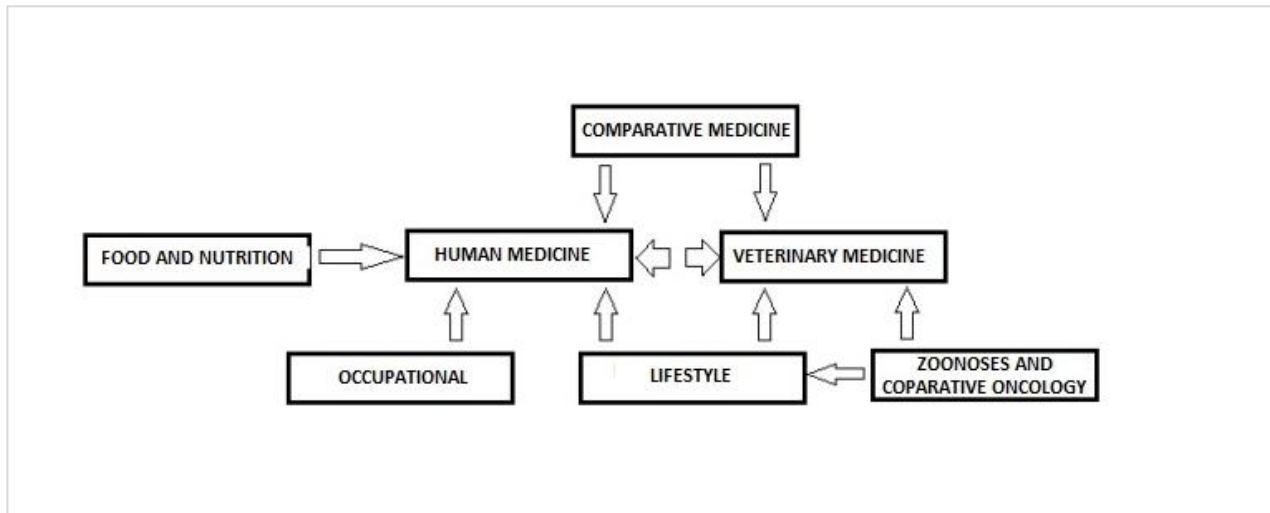 COMPARATIVE MEDICINE
FOOD AND NUTRITION
HUMAN MEDICINE
VETERINARY MEDICINE
OCCUPATIONAL
LIFESTYLE
ZOONOSES AND
COPARATIVE ONCOLOGY